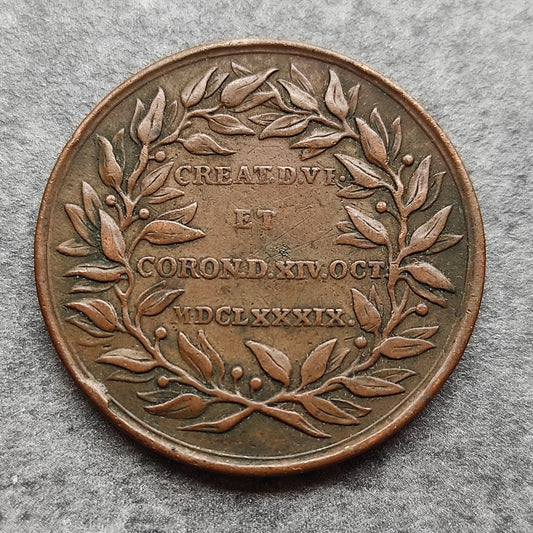 CREAT.D.VI.
ET
CORON.D.XIV.OCT.
MDCLXXXIX.